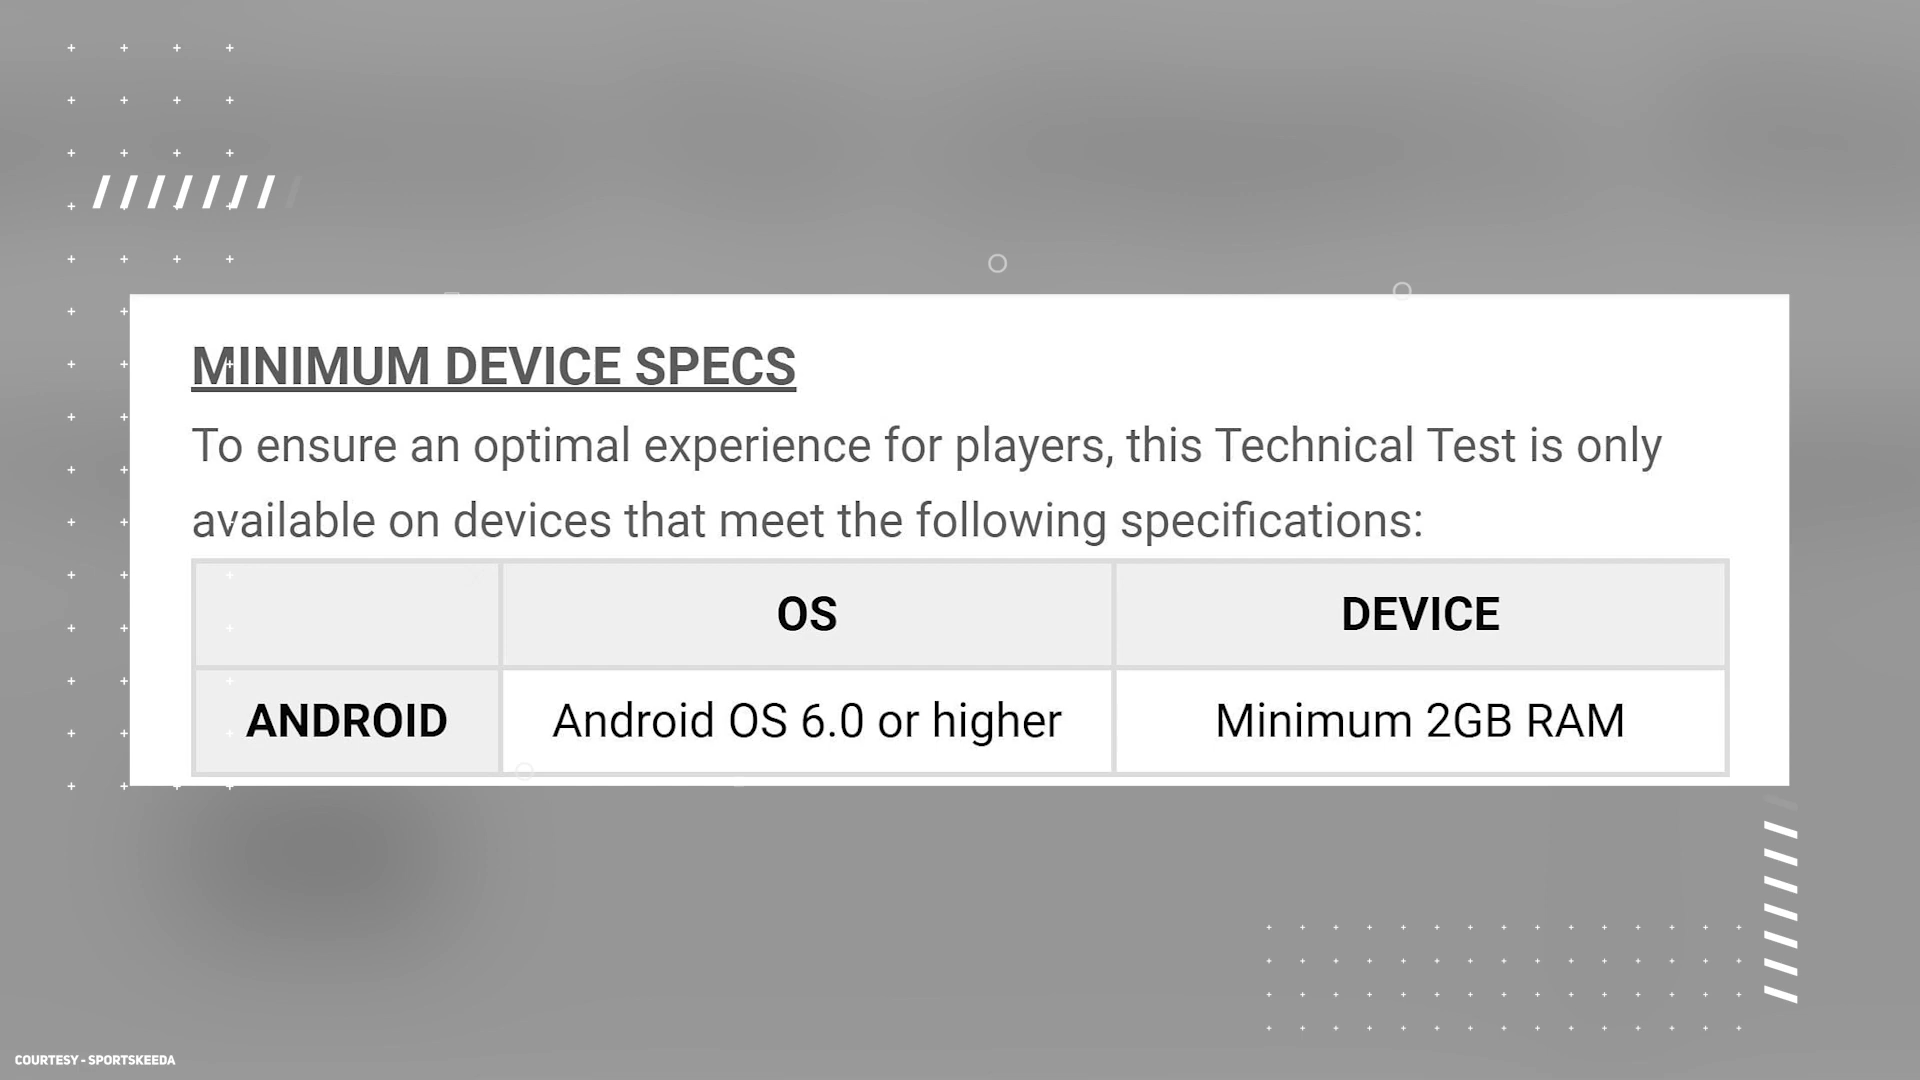 MINIMUM DEVICE SPECS
To ensure an optimal experience for players, this Technical Test is only
available on devices that meet the following specifications:
OS DEVICE
ANDROID Android OS 6.0 or higher Minimum 2GB RAM
COURTESY - SPORTSKEEDA